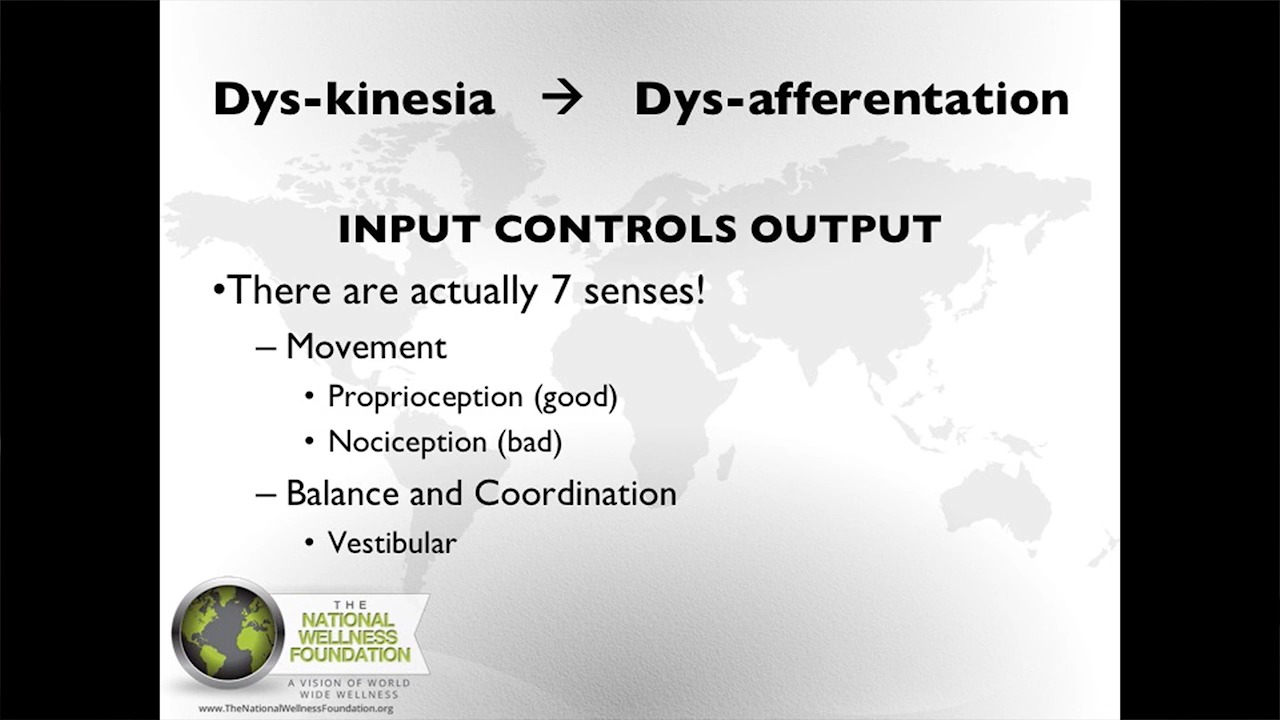 Dys-kinesia → Dys-afferentation
INPUT CONTROLS OUTPUT
•There are actually 7 senses!
– Movement
• Proprioception (good)
• Nociception (bad)
– Balance and Coordination
• Vestibular
THE
NATIONAL
WELLNESS
FOUNDATION
A VISION OF WORLD
WIDE WELLNESS
www.TheNationalWellnessFoundation.org